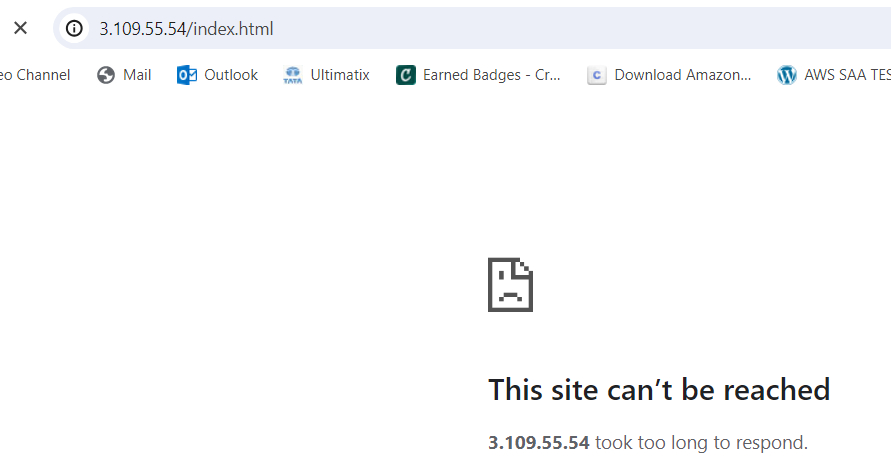 3.109.55.54/index.html
eo Channel Mail Outlook TATA Ultimatix Earned Badges - Cr... C Download Amazon... AWS SAA TES
This site can’t be reached
3.109.55.54 took too long to respond.